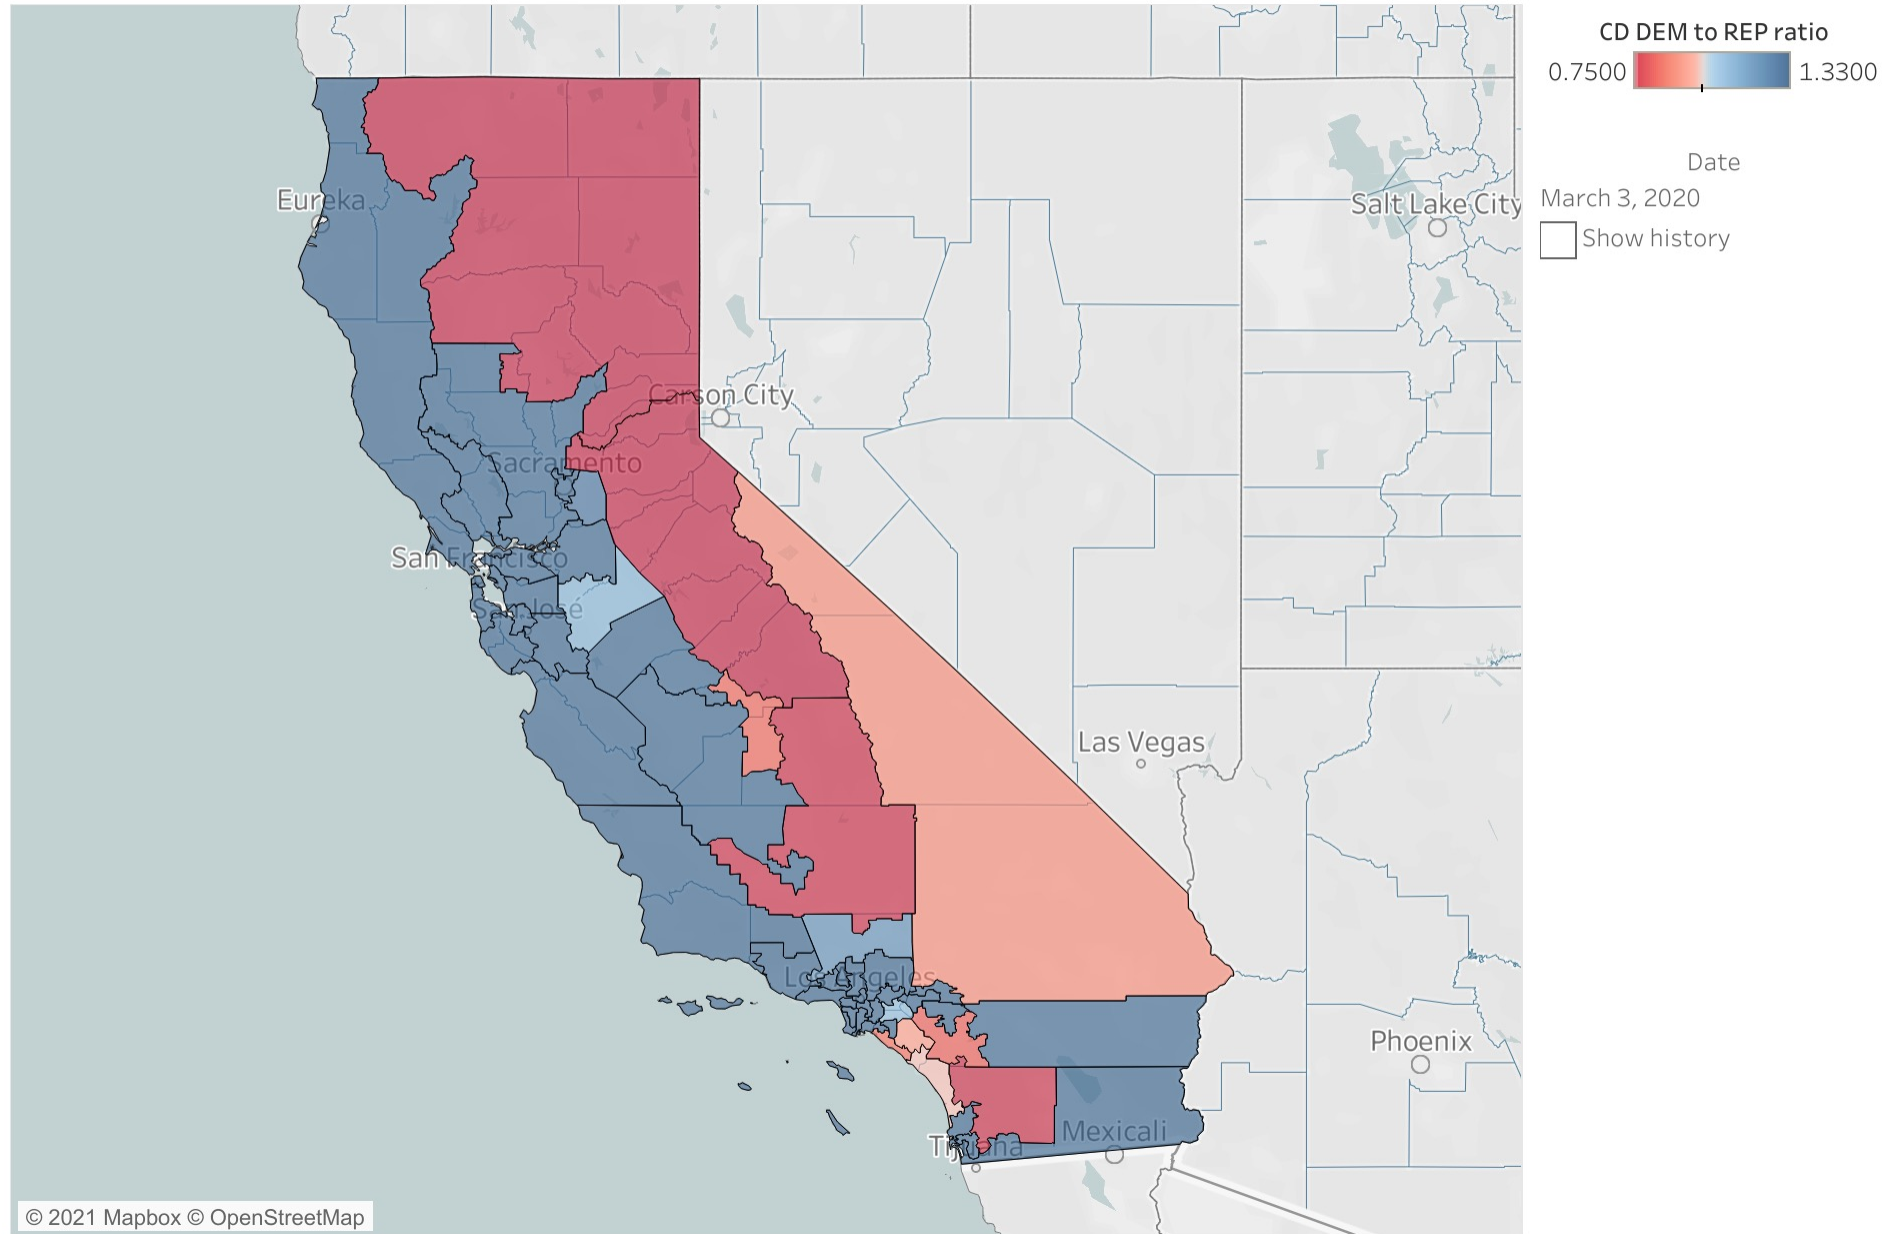 CD DEM to REP ratio
0.7500
1.3300
Date
March 3, 2020
Show history
Eureka
Salt Lake City
Carson City
Sacramento
San Francisco
San José
Las Vegas
Los Angeles
Phoenix
Mexicali
Tijuana
© 2021 Mapbox © OpenStreetMap